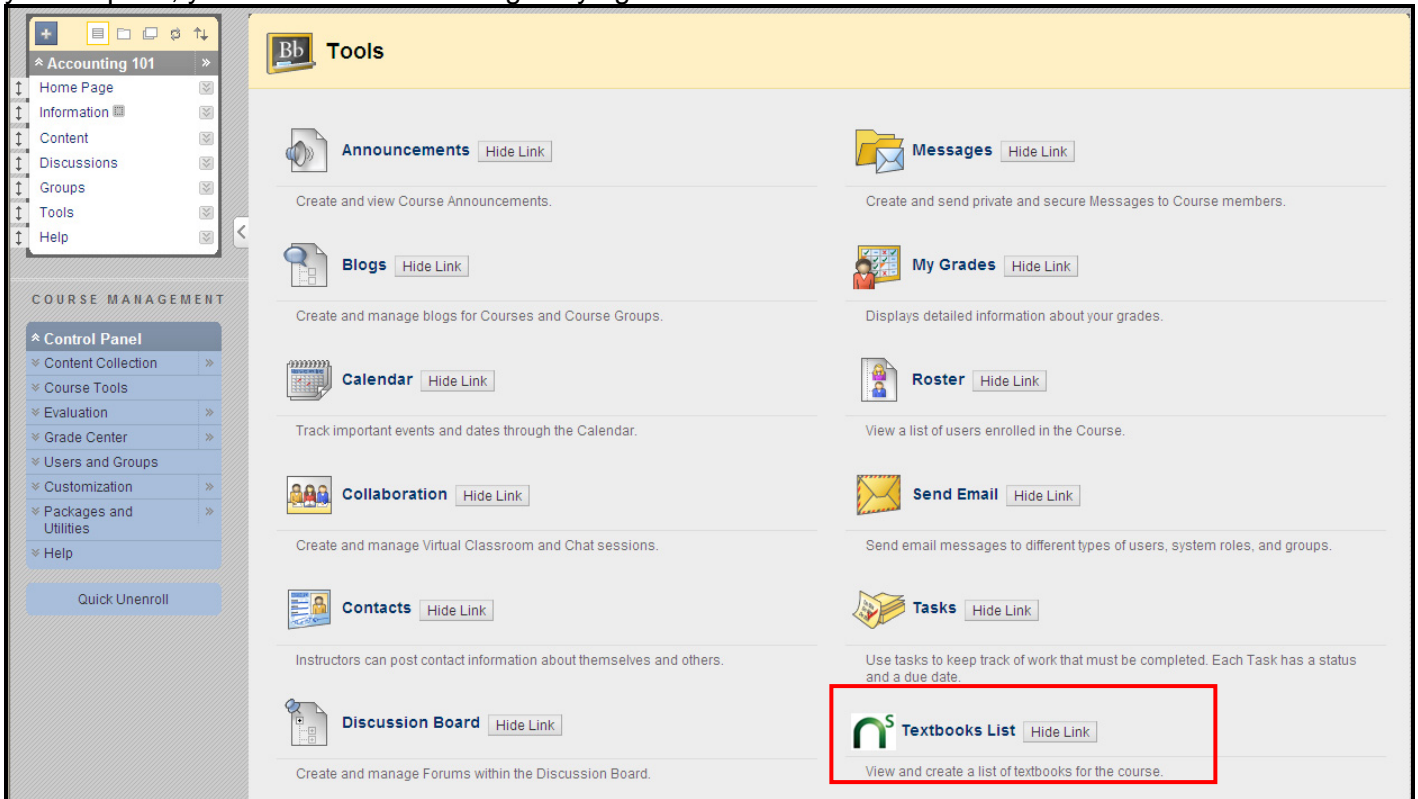 Bb Tools
Accounting 101
Home Page
Information
Content
Discussions
Groups
Tools
Help
COURSE MANAGEMENT
Control Panel
Content Collection
Course Tools
Evaluation
Grade Center
Users and Groups
Customization
Packages and
Utilities
Help
Quick Unenroll
Announcements Hide Link
Create and view Course Announcements.
Messages Hide Link
Create and send private and secure Messages to Course members.
Blogs Hide Link
Create and manage blogs for Courses and Course Groups.
My Grades Hide Link
Displays detailed information about your grades.
Calendar Hide Link
Track important events and dates through the Calendar.
Roster Hide Link
View a list of users enrolled in the Course.
Collaboration Hide Link
Create and manage Virtual Classroom and Chat sessions.
Send Email Hide Link
Send email messages to different types of users, system roles, and groups.
Contacts Hide Link
Instructors can post contact information about themselves and others.
Tasks Hide Link
Use tasks to keep track of work that must be completed. Each Task has a status
and a due date.
Discussion Board Hide Link
Create and manage Forums within the Discussion Board.
nS Textbooks List Hide Link
View and create a list of textbooks for the course.